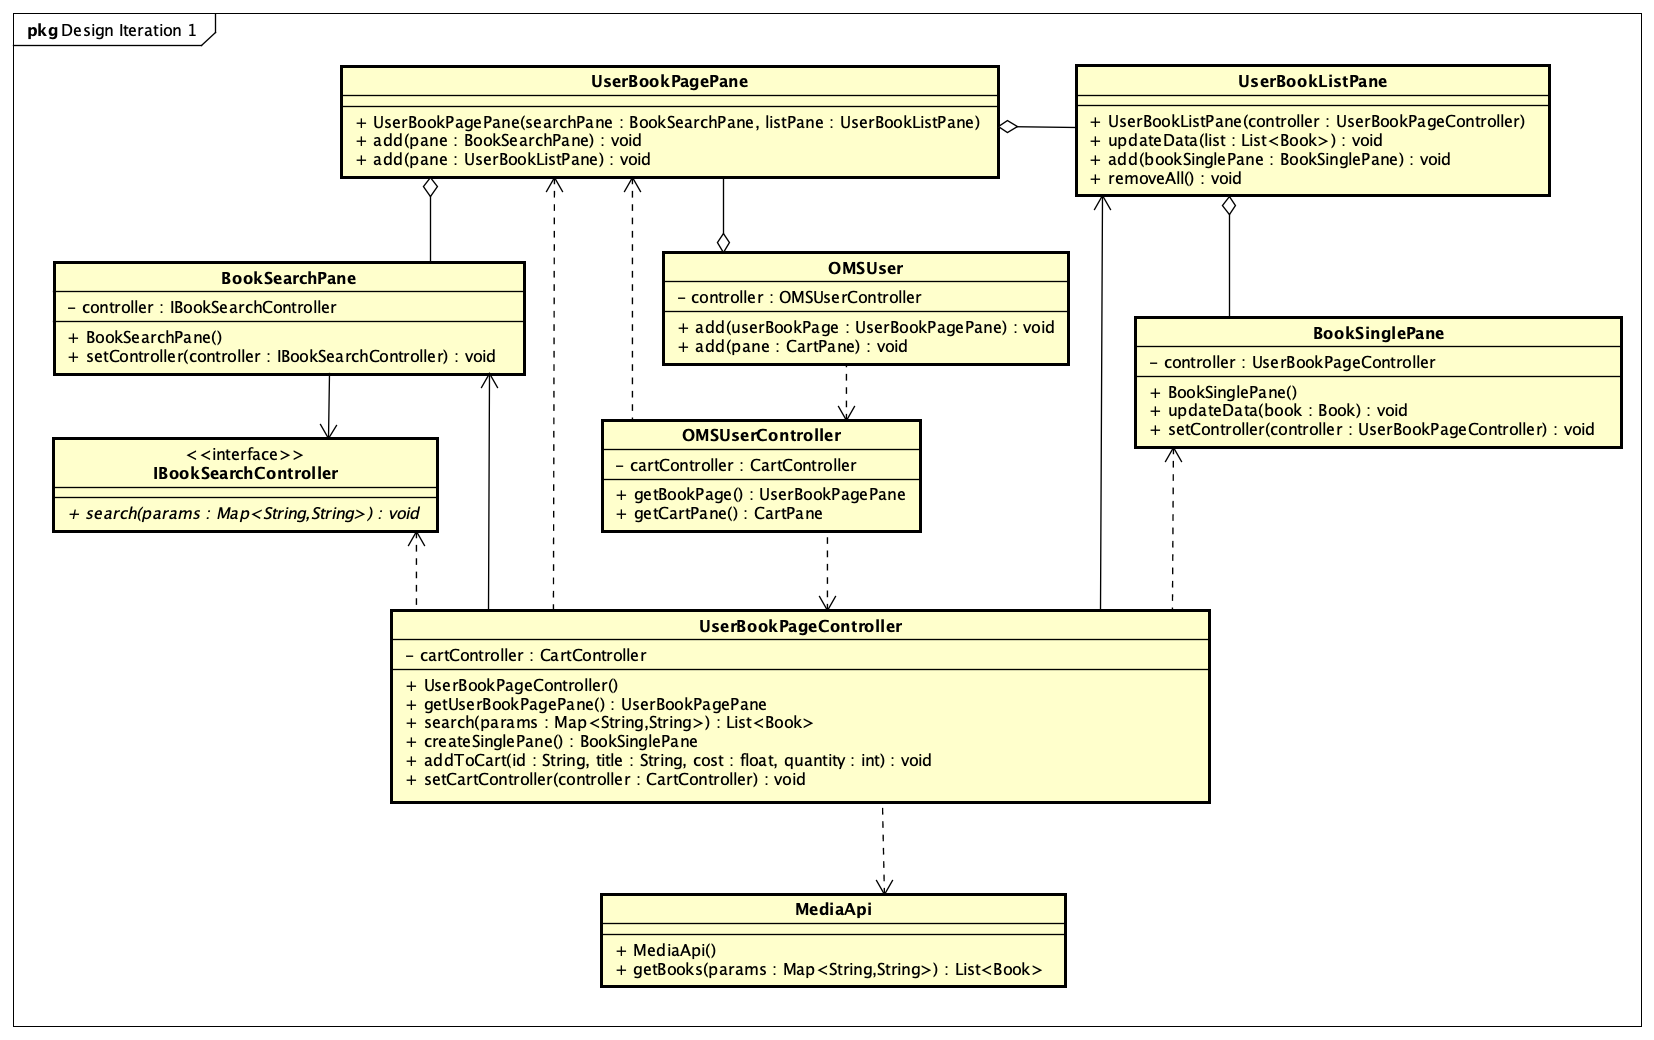 pkg Design Iteration 1
UserBookPagePane
+ UserBookPagePane(searchPane : BookSearchPane, listPane : UserBookListPane)
+ add(pane : BookSearchPane) : void
+ add(pane : UserBookListPane) : void
UserBookListPane
+ UserBookListPane(controller : UserBookPageController)
+ updateData(list : List<Book>) : void
+ add(bookSinglePane : BookSinglePane) : void
+ removeAll() : void
BookSearchPane
- controller : IBookSearchController
+ BookSearchPane()
+ setController(controller : IBookSearchController) : void
OMSUser
- controller : OMSUserController
+ add(userBookPage : UserBookPagePane) : void
+ add(pane : CartPane) : void
BookSinglePane
- controller : UserBookPageController
+ BookSinglePane()
+ updateData(book : Book) : void
+ setController(controller : UserBookPageController) : void
<<interface>>
IBookSearchController
+ search(params : Map<String,String>) : void
OMSUserController
- cartController : CartController
+ getBookPage() : UserBookPagePane
+ getCartPane() : CartPane
UserBookPageController
- cartController : CartController
+ UserBookPageController()
+ getUserBookPagePane() : UserBookPagePane
+ search(params : Map<String,String>) : List<Book>
+ createSinglePane() : BookSinglePane
+ addToCart(id : String, title : String, cost : float, quantity : int) : void
+ setCartController(controller : CartController) : void
MediaApi
+ MediaApi()
+ getBooks(params : Map<String,String>) : List<Book>